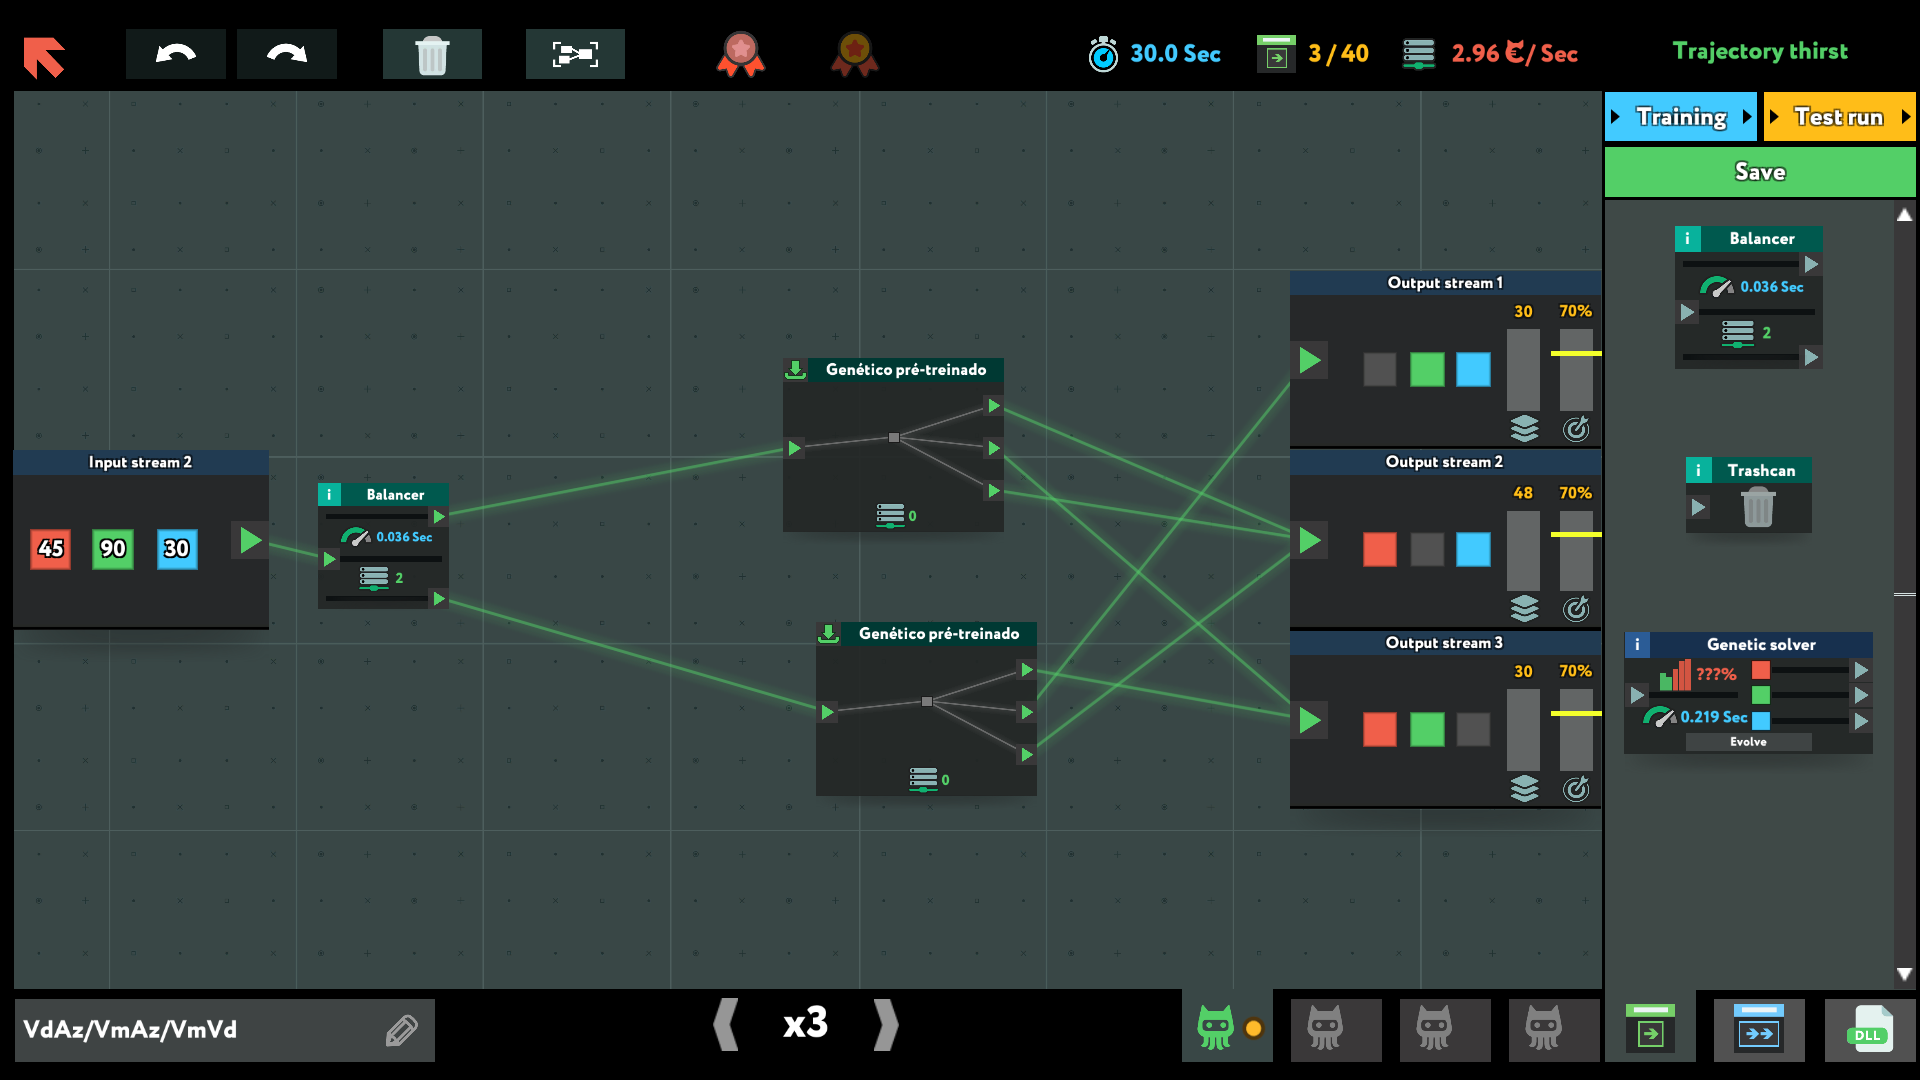 30.0 Sec
3 / 40
2.96 €/ Sec
Trajectory thirst
Training
Test run
Save
Input stream 2
45
90
30
i
Balancer
0.036 Sec
2
Genético pré-treinado
0
Genético pré-treinado
0
Output stream 1
30
70%
Output stream 2
48
70%
Output stream 3
30
70%
i
Balancer
0.036 Sec
2
i
Trashcan
i
Genetic solver
???%
0.219 Sec
Evolve
VdAz/VmAz/VmVd
x3
DLL